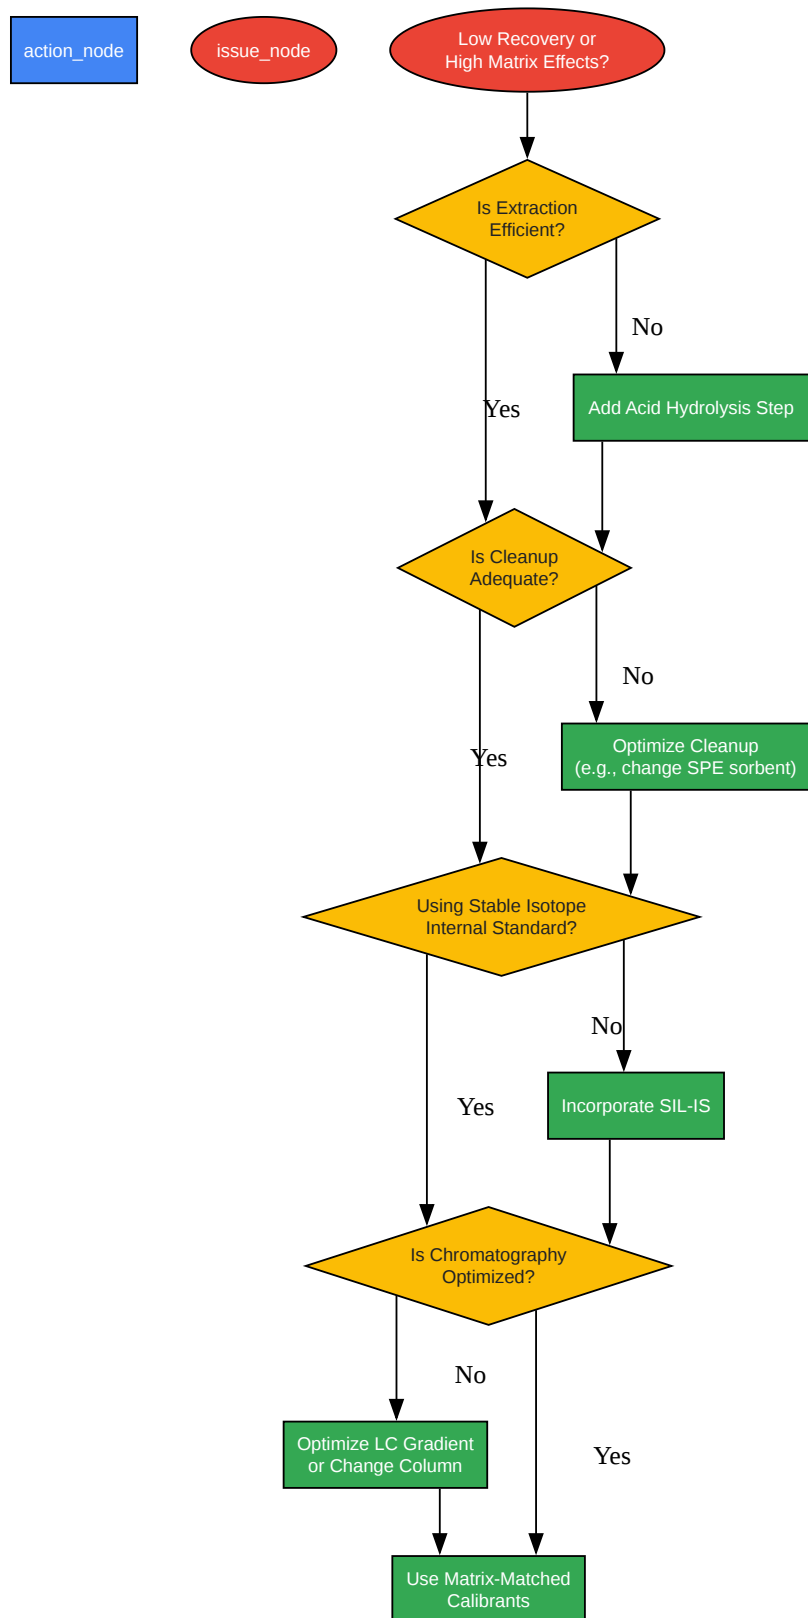 action_node
issue_node
Low Recovery or
High Matrix Effects?
Is Extraction
Efficient?
No
Add Acid Hydrolysis Step
Yes
Is Cleanup
Adequate?
No
Optimize Cleanup
(e.g., change SPE sorbent)
Yes
Using Stable Isotope
Internal Standard?
No
Incorporate SIL-IS
Yes
Is Chromatography
Optimized?
No
Optimize LC Gradient
or Change Column
Yes
Use Matrix-Matched
Calibrants